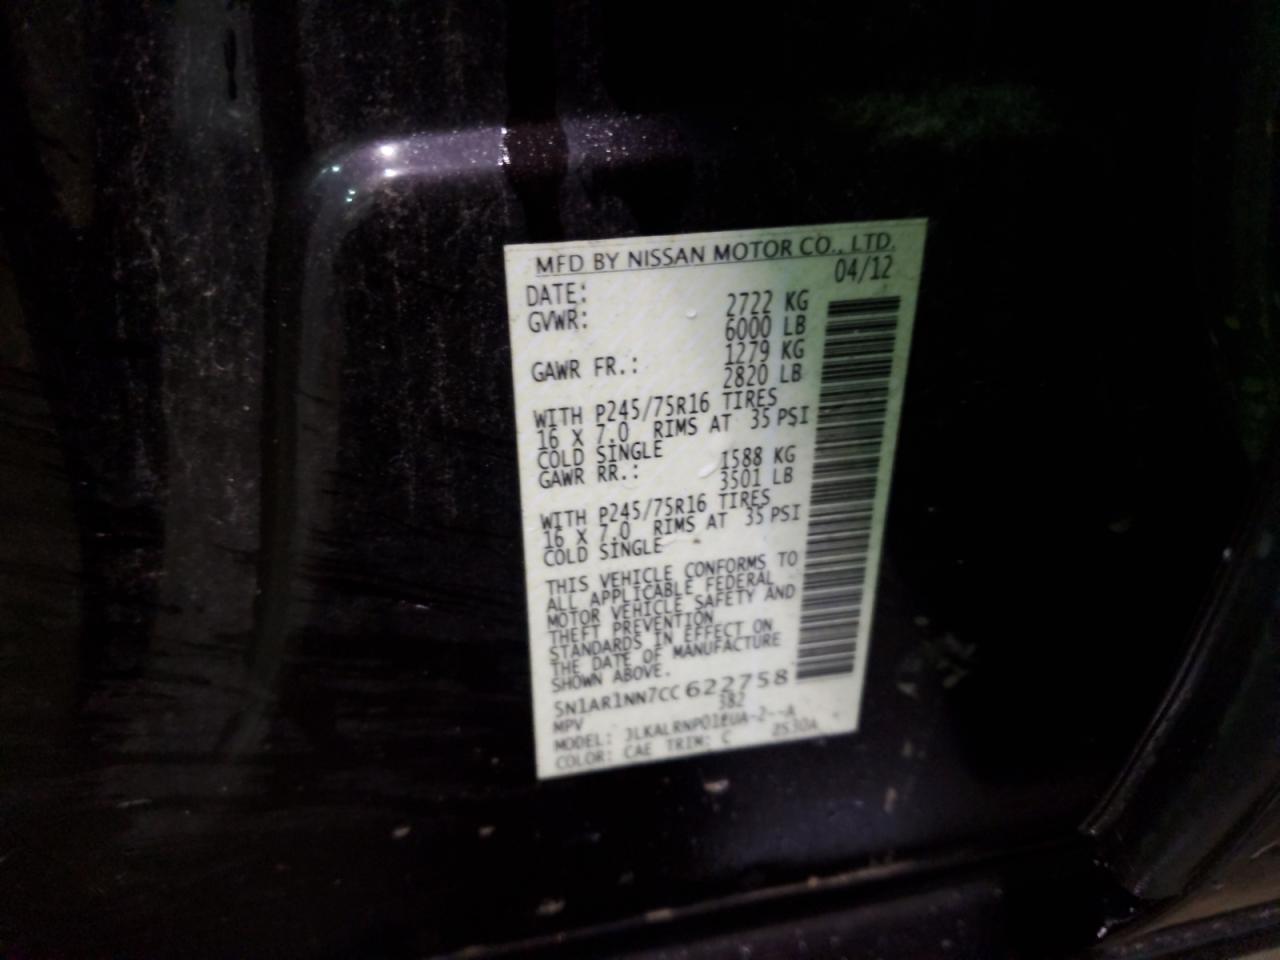 MFD BY NISSAN MOTOR CO., LTD.
DATE: 04/12
GVWR: 2722 KG
6000 LB
GAWR FR.: 1279 KG
2820 LB
WITH P245/75R16 TIRES
16 X 7.0 RIMS AT 35 PSI
COLD SINGLE
GAWR RR.: 1588 KG
3501 LB
WITH P245/75R16 TIRES
16 X 7.0 RIMS AT 35 PSI
COLD SINGLE
THIS VEHICLE CONFORMS TO
ALL APPLICABLE FEDERAL
MOTOR VEHICLE SAFETY AND
THEFT PREVENTION
STANDARDS IN EFFECT ON
THE DATE OF MANUFACTURE
SHOWN ABOVE.
5N1AR1NN7CC622758
MPV 382
MODEL: JLKALRNP01EUA-2--A
COLOR: CAE TRIM: C 2530A